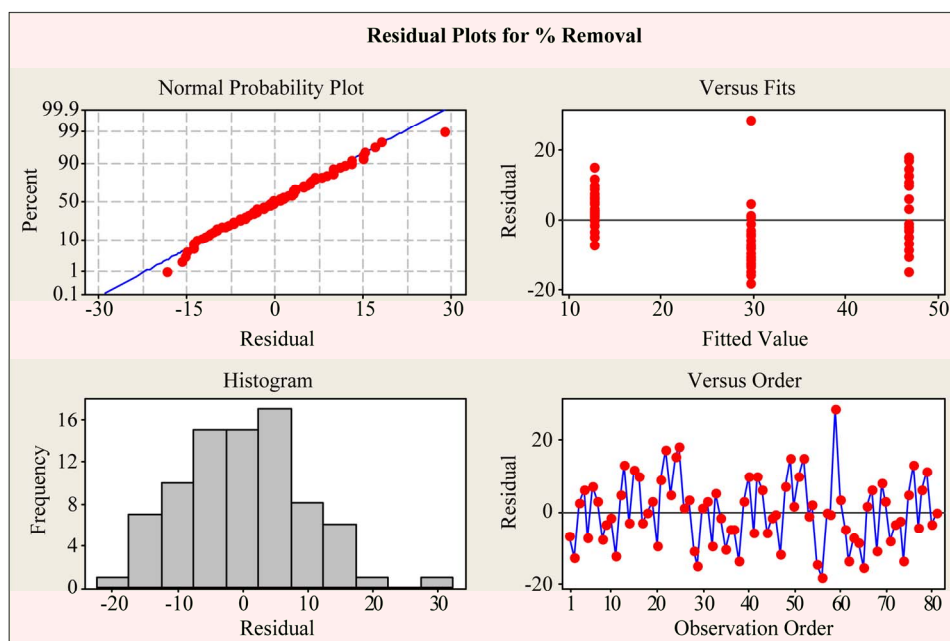 Residual Plots for % Removal
Normal Probability Plot
99.9
99
90
50
10
1
0.1
Percent
-30 -15 0 15 30
Residual
Versus Fits
20
0
-20
Residual
10 20 30 40 50
Fitted Value
Histogram
16
12
8
4
0
Frequency
-20 -10 0 10 20 30
Residual
Versus Order
20
0
-20
Residual
1 10 20 30 40 50 60 70 80
Observation Order